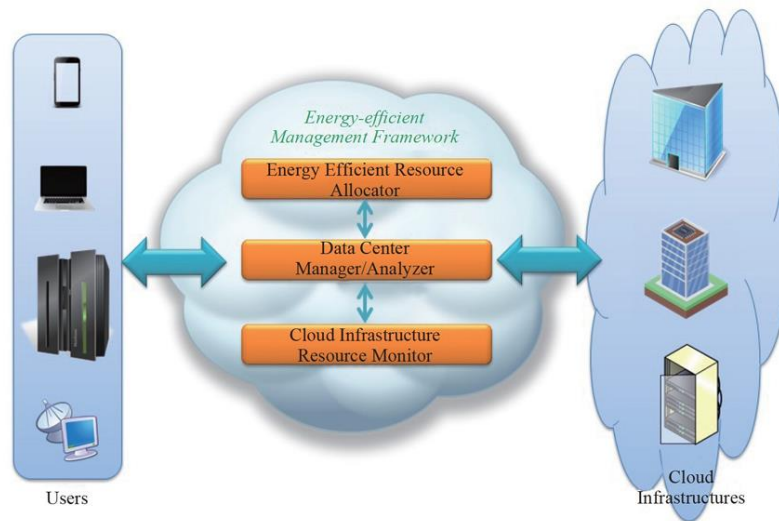 Energy-efficient
Management Framework
Energy Efficient Resource
Allocator
Data Center
Manager/Analyzer
Cloud Infrastructure
Resource Monitor
Users
Cloud
Infrastructures